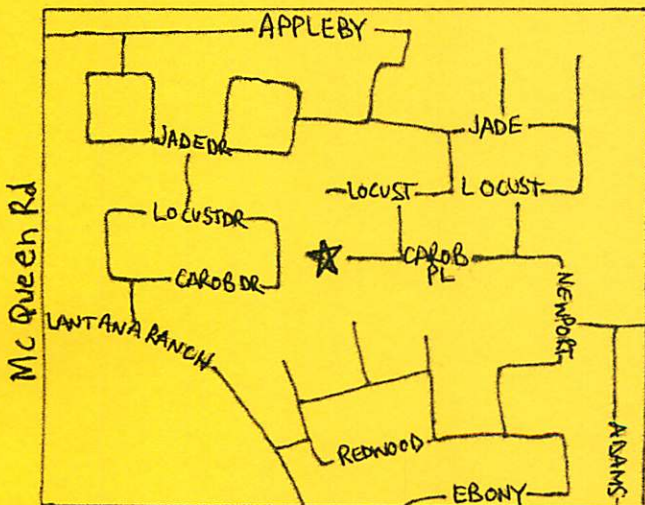 APPLEBY
JADE DR
JADE
LOCUST DR
LOCUST
LOCUST
CAROB DR
CAROB
PL
NEWPORT
LANTANA RANCH
Mc Queen Rd
REDWOOD
EBONY
ADAMS